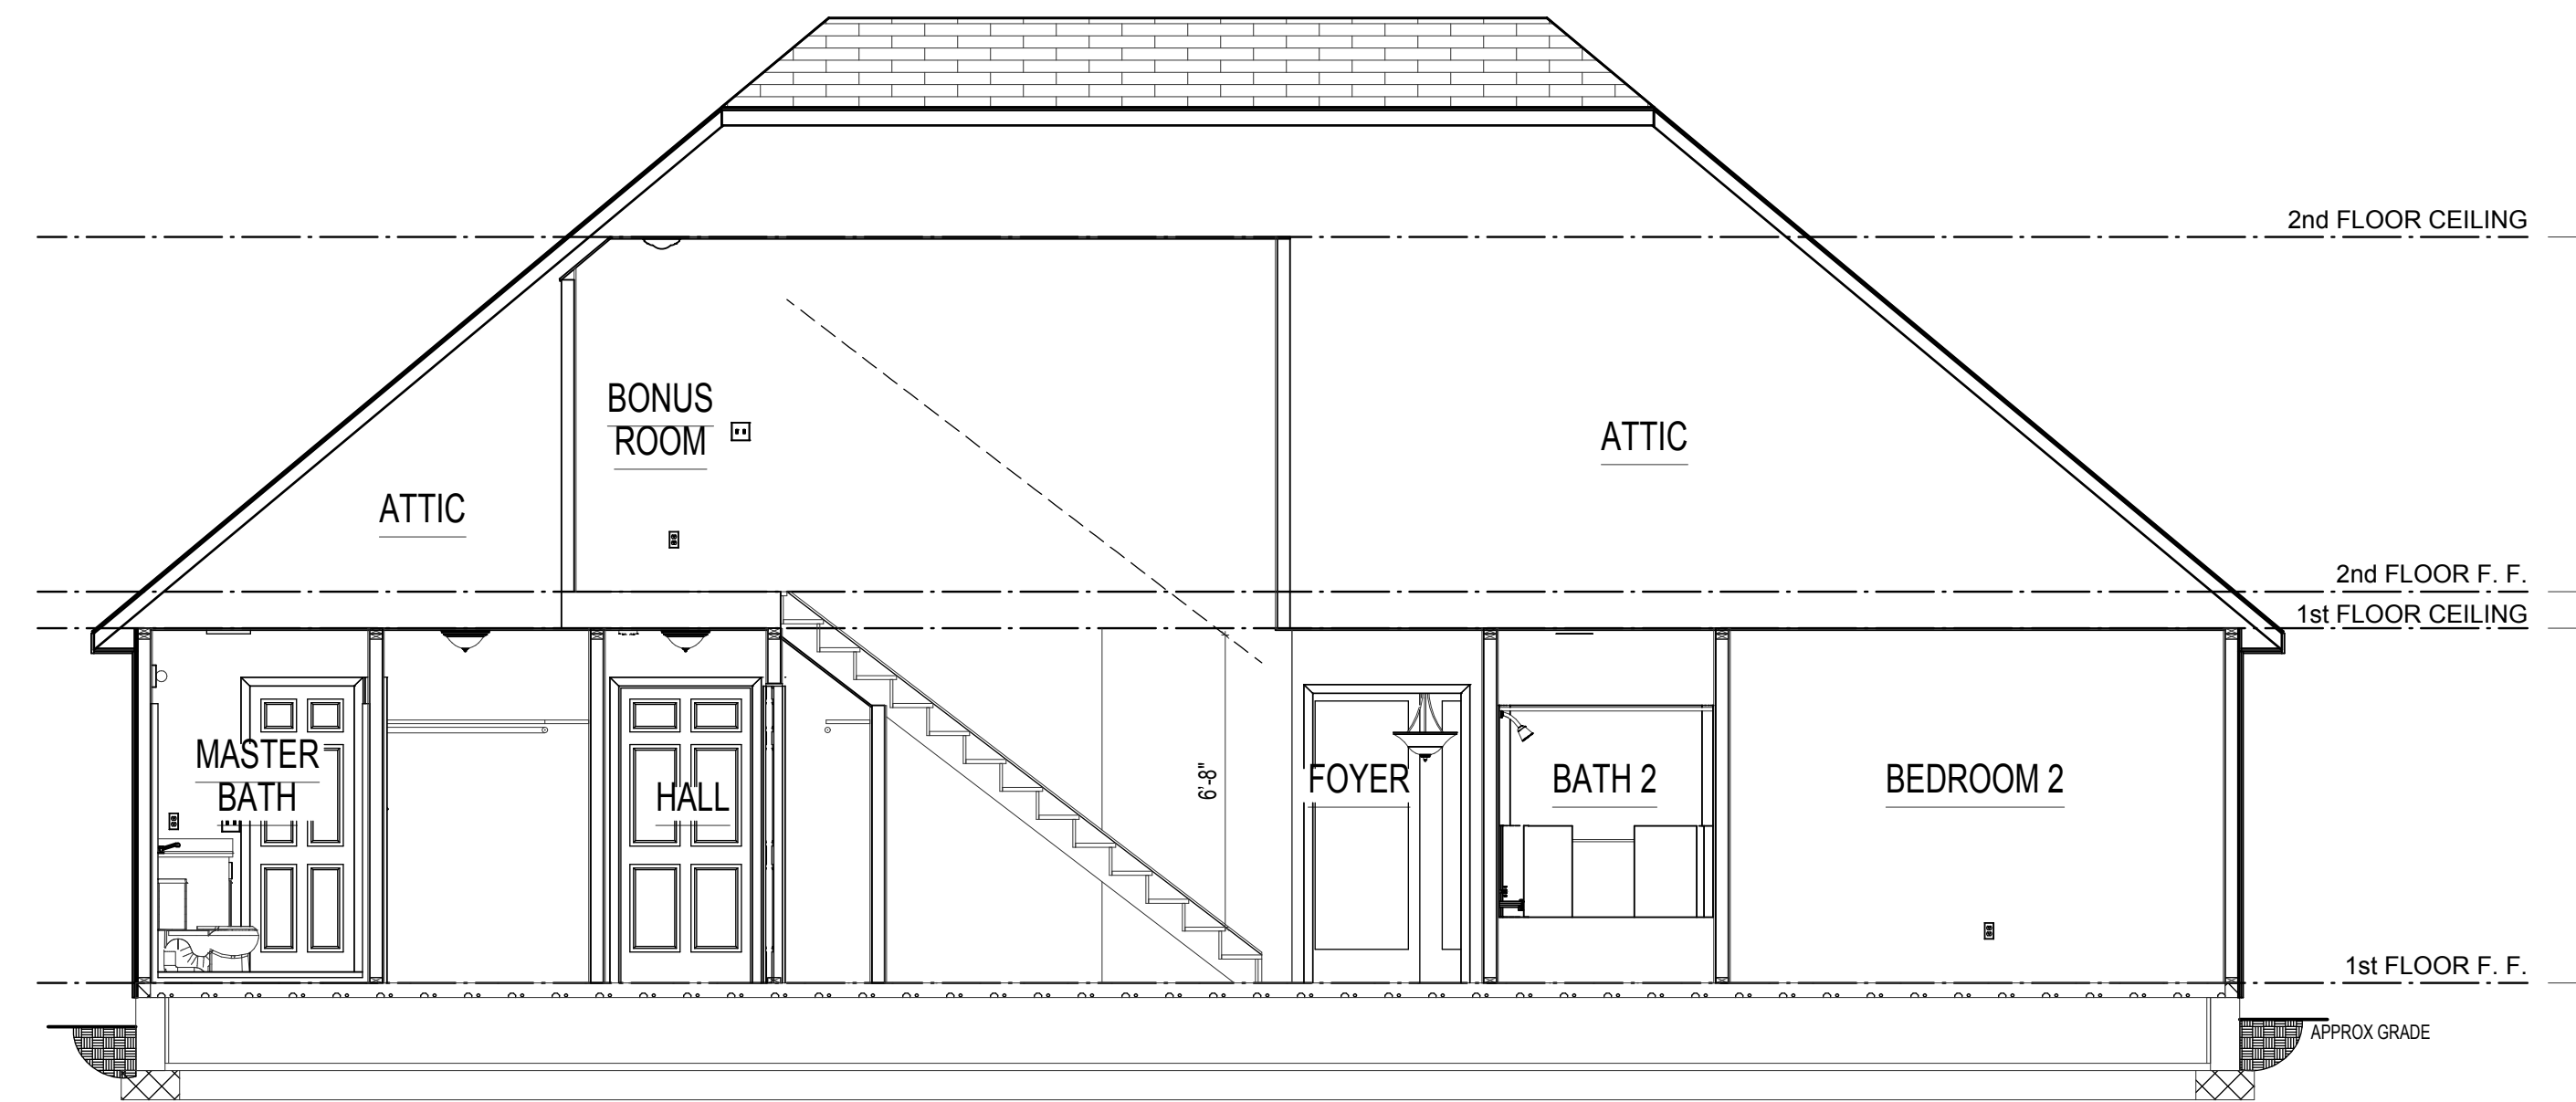 2nd FLOOR CEILING
BONUS
ROOM
ATTIC
ATTIC
2nd FLOOR F. F.
1st FLOOR CEILING
MASTER
BATH
HALL
6'-8"
FOYER
BATH 2
BEDROOM 2
1st FLOOR F. F.
APPROX GRADE